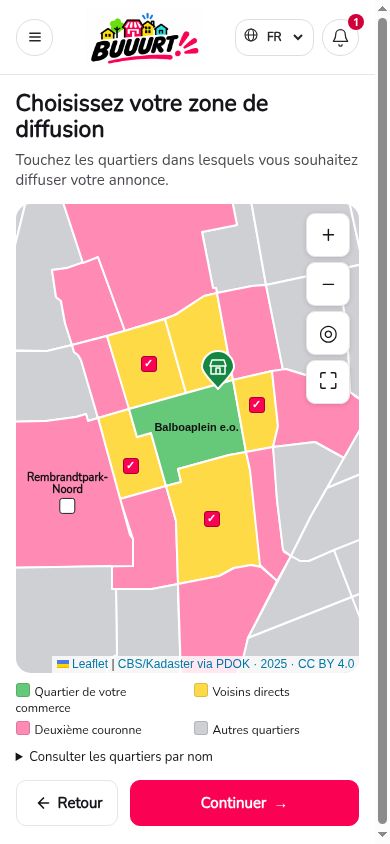 BUUURT!
FR
1
Choisissez votre zone de
diffusion
Touchez les quartiers dans lesquels vous souhaitez
diffuser votre annonce.
+
−
Balboaplein e.o.
Rembrandtpark-
Noord
Leaflet | CBS/Kadaster via PDOK · 2025 · CC BY 4.0
Quartier de votre
commerce
Voisins directs
Deuxième couronne
Autres quartiers
▶ Consulter les quartiers par nom
← Retour
Continuer →